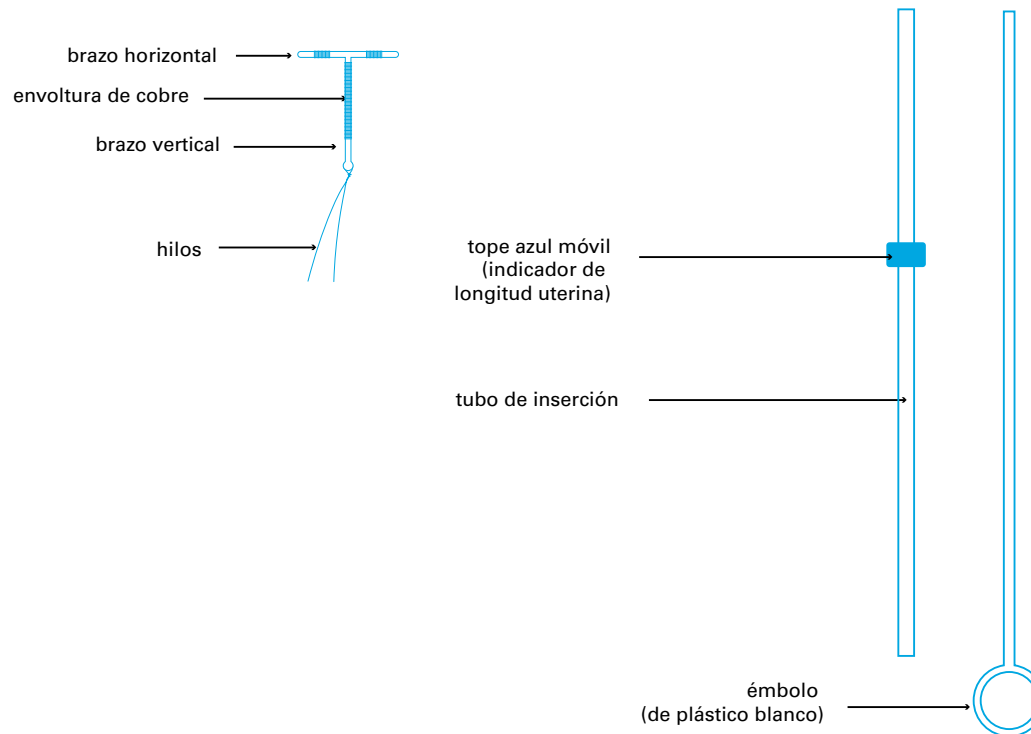 brazo horizontal
envoltura de cobre
brazo vertical
hilos
tope azul móvil
(indicador de
longitud uterina)
tubo de inserción
émbolo
(de plástico blanco)